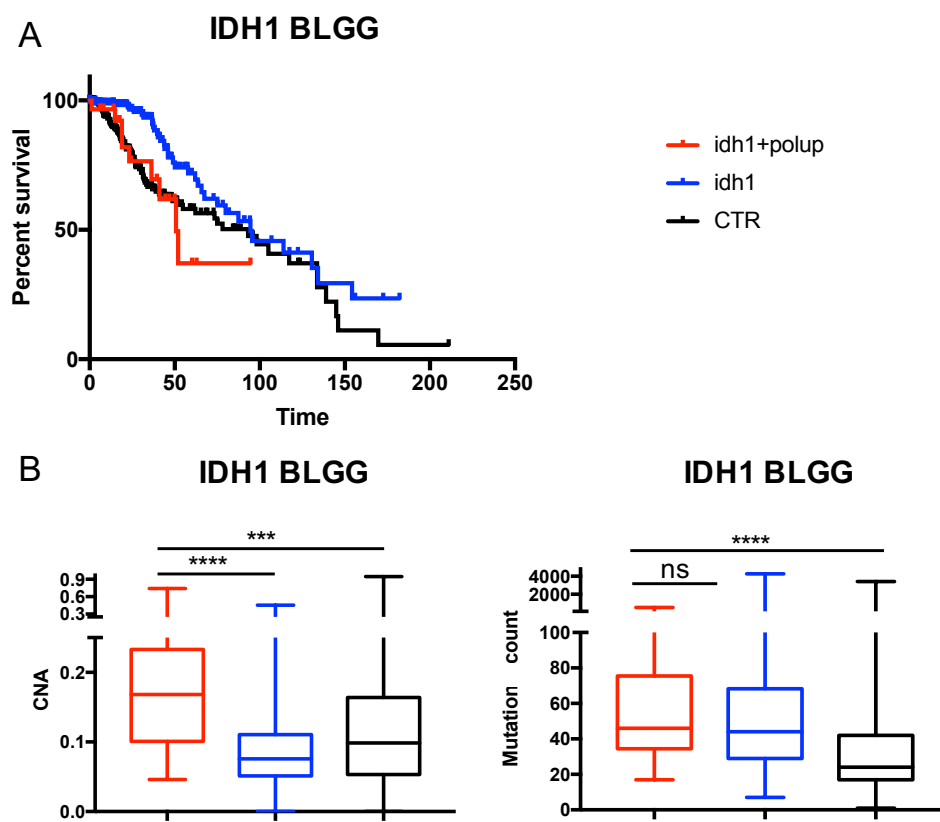 A
IDH1 BLGG
Percent survival
100
50
0
0 50 100 150 200 250
Time
idh1+polup
idh1
CTR
B
IDH1 BLGG
***
****
CNA
0.9
0.6
0.3
0.2
0.1
0.0
IDH1 BLGG
****
ns
Mutation count
4000
2000
100
80
60
40
20
0